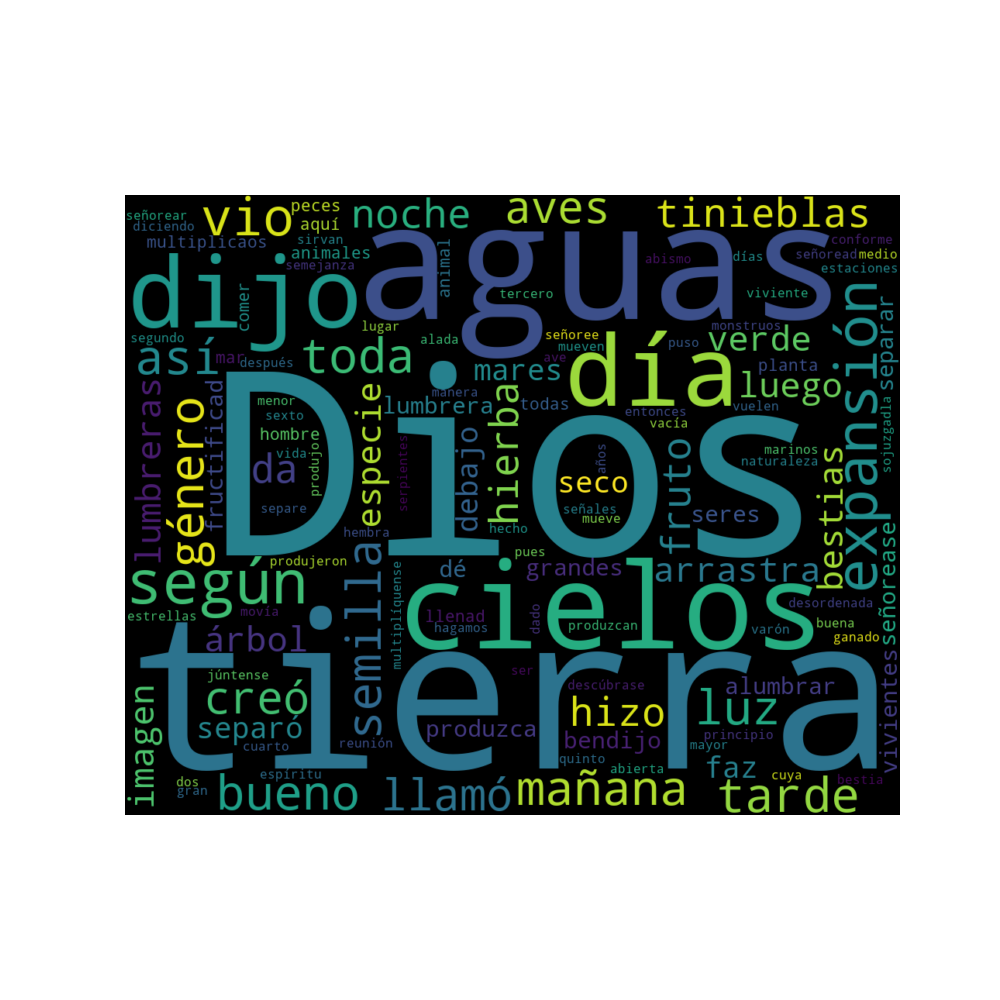 señorear
diciendo
vio
peces
aquí
noche
aves
tinieblas
multiplicaos
sirvan
animales
semejanza
animal
aguas
abismo
días
conforme
señoread
medio
estaciones
dijo
comer
tercero
viviente
segundo
así
mar
después
toda
lugar
alada
señoree
mueven
ave
día
monstruos
puso
verde
expansión
separar
sojuzgadla
lumbreras
género
fructificad
menor
sexto
hombre
vida
da
produjo
separe
especie
lumbrera
manera
mares
todas
hierba
debajo
serpientes
Dios
seco
años
señales
mueve
hecho
entonces
vacía
vuelen
planta
luego
fruto
seres
marinos
naturaleza
bestias
señorease
según
produjeron
hembra
semilla
multiplíquense
dé
pues
grandes
arrastra
desordenada
estrellas
movía
árbol
llenad
hagamos
dado
produzcan
cielos
varón
buena
ganado
vivientes
imagen
júntense
creó
separó
cuarto
reunión
tierra
produzca
ser
descúbrase
hizo
bendijo
luz
alumbrar
principio
mayor
dos
gran
espíritu
bueno
llamó
mañana
quinto
abierta
faz
tarde
cuya
bestia